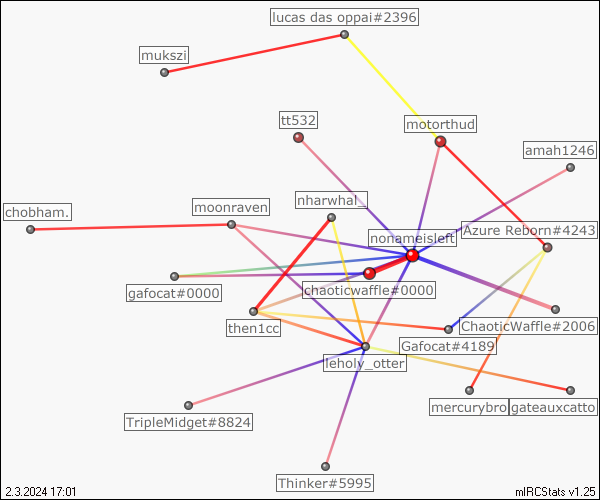 lucas das oppai#2396
mukszi
tt532
motorthud
amah1246
nharwhal_
moonraven
chobham.
Azure Reborn#4243
nonameisleft
gafocat#0000
chaoticwaffle#0000
then1cc
ChaoticWaffle#2006
Gafocat#4189
leholy_otter
mercurybro
gateauxcatto
TripleMidget#8824
Thinker#5995
2.3.2024 17:01
mIRCStats v1.25